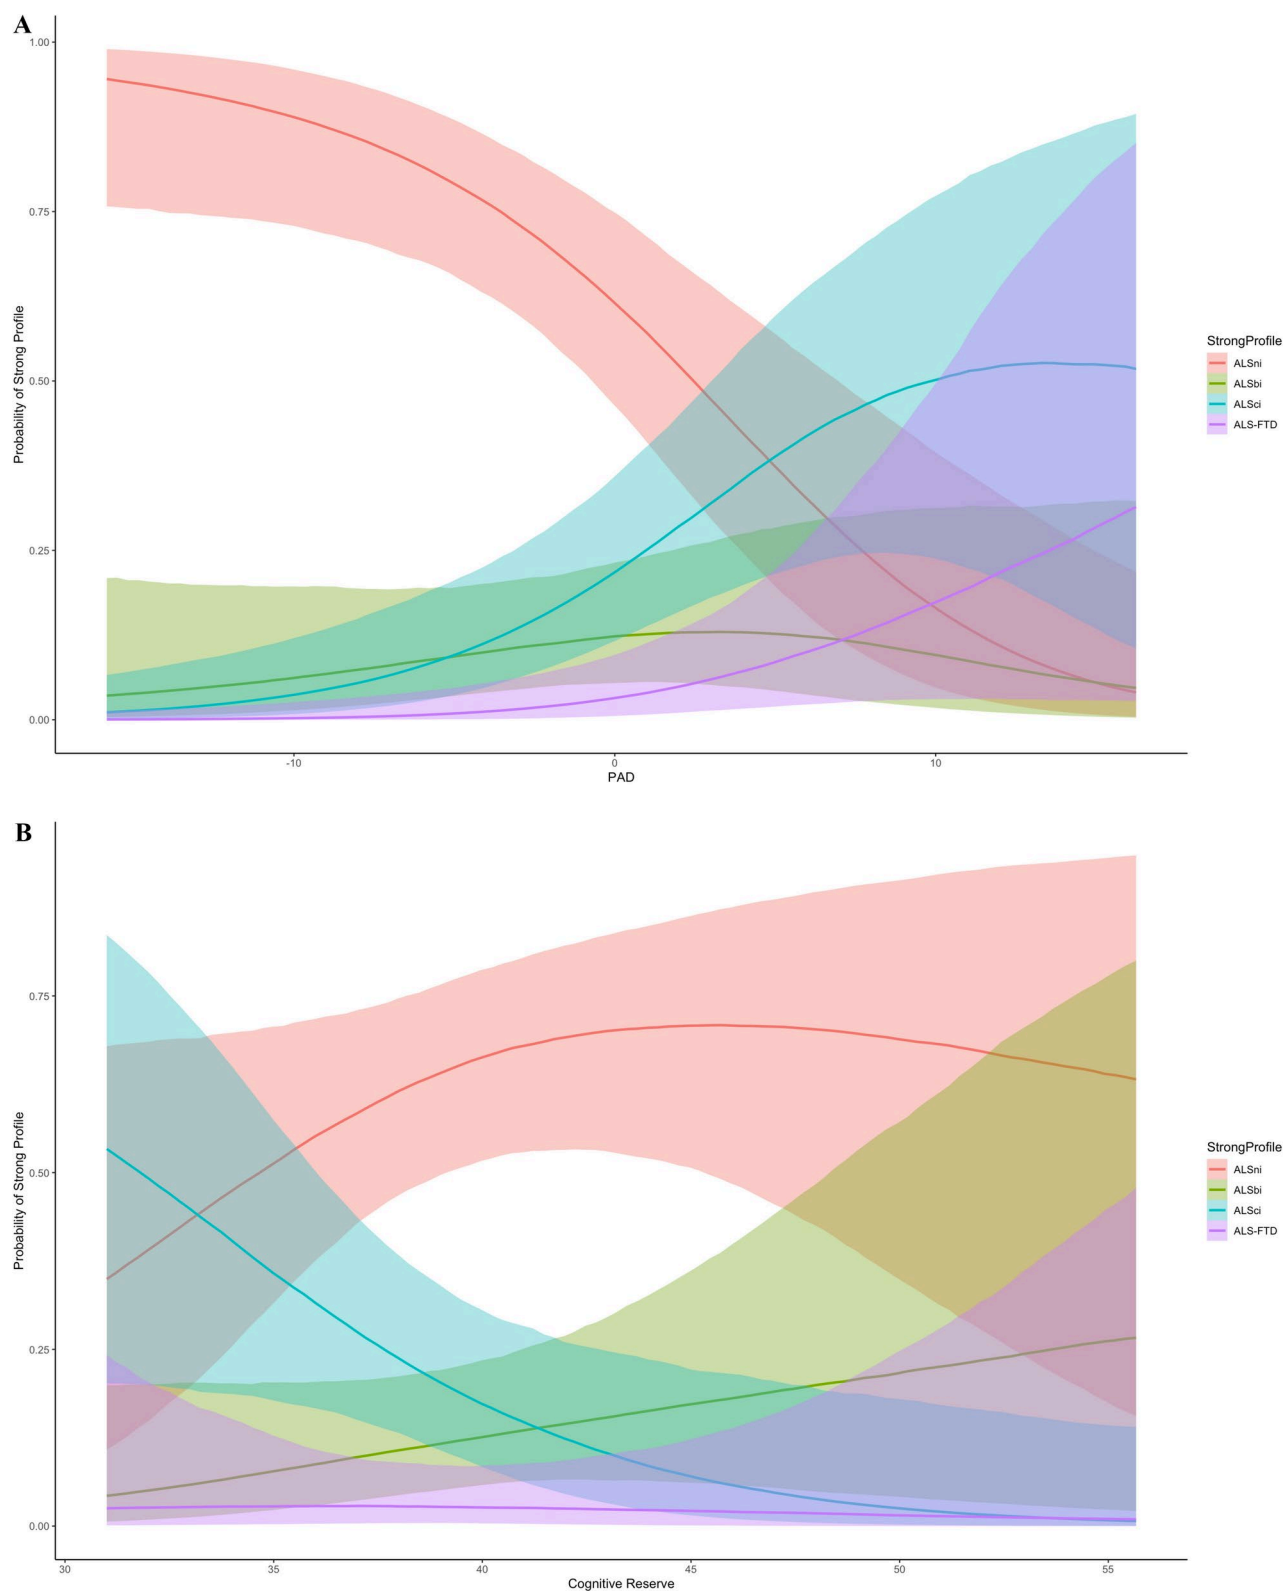 A
1.00
0.75
0.50
0.25
0.00
Probability of Strong Profile
-10
0
10
PAD
StrongProfile
ALSni
ALSbi
ALSci
ALS-FTD
B
0.75
0.50
0.25
0.00
Probability of Strong Profile
30
35
40
45
50
55
Cognitive Reserve
StrongProfile
ALSni
ALSbi
ALSci
ALS-FTD